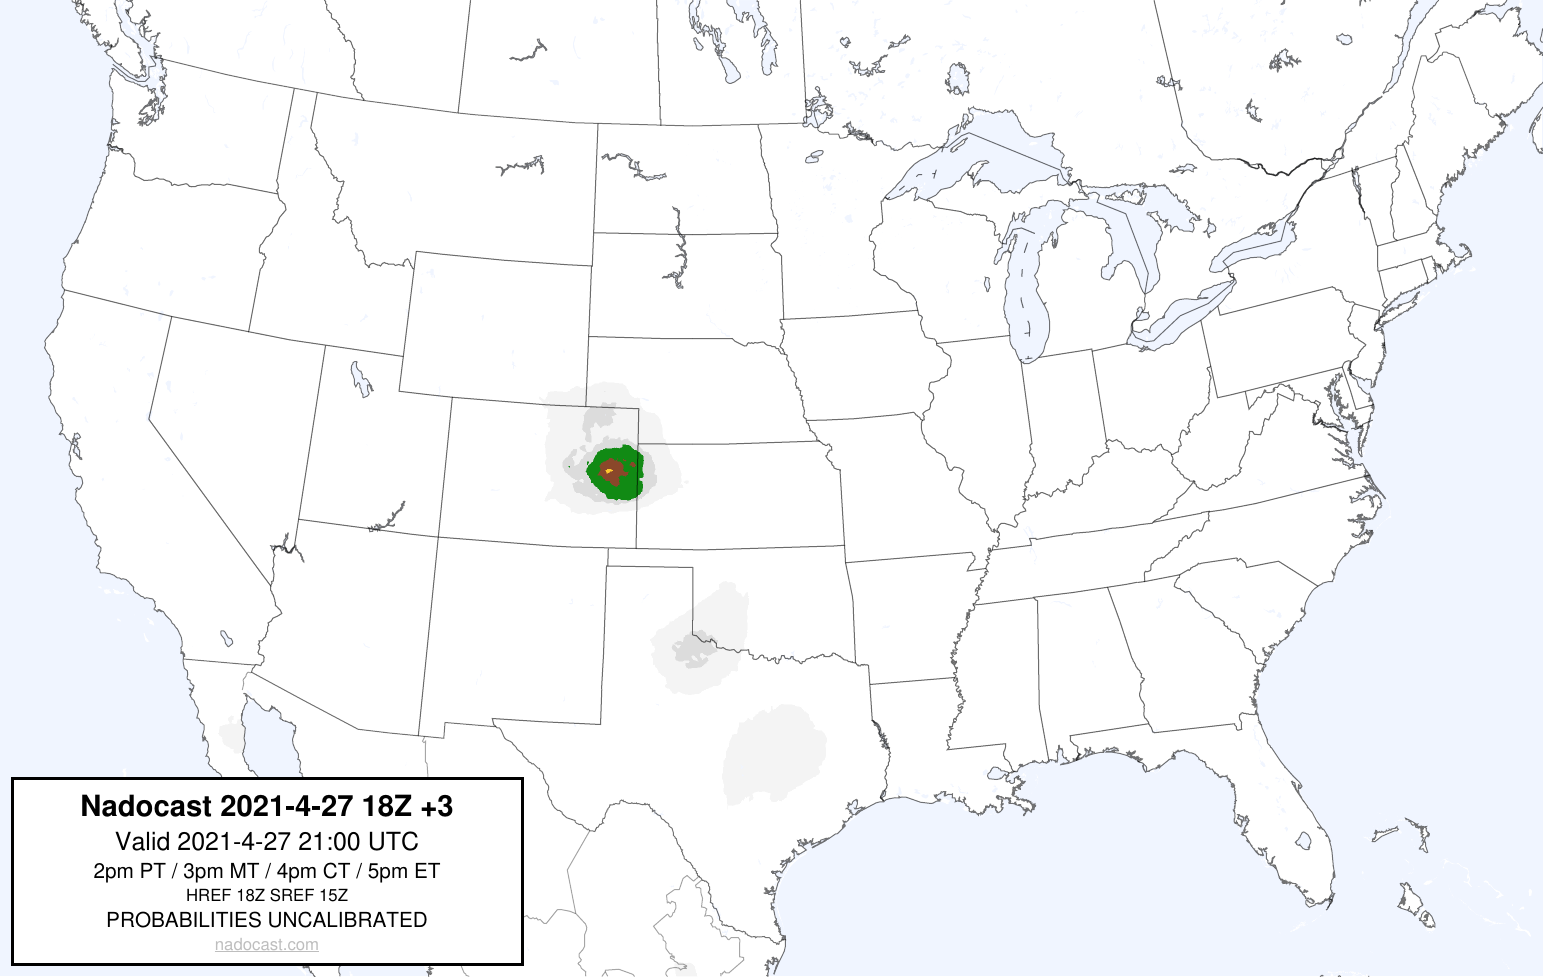 Nadocast 2021-4-27 18Z +3
Valid 2021-4-27 21:00 UTC
2pm PT / 3pm MT / 4pm CT / 5pm ET
HREF 18Z SREF 15Z
PROBABILITIES UNCALIBRATED
nadocast.com